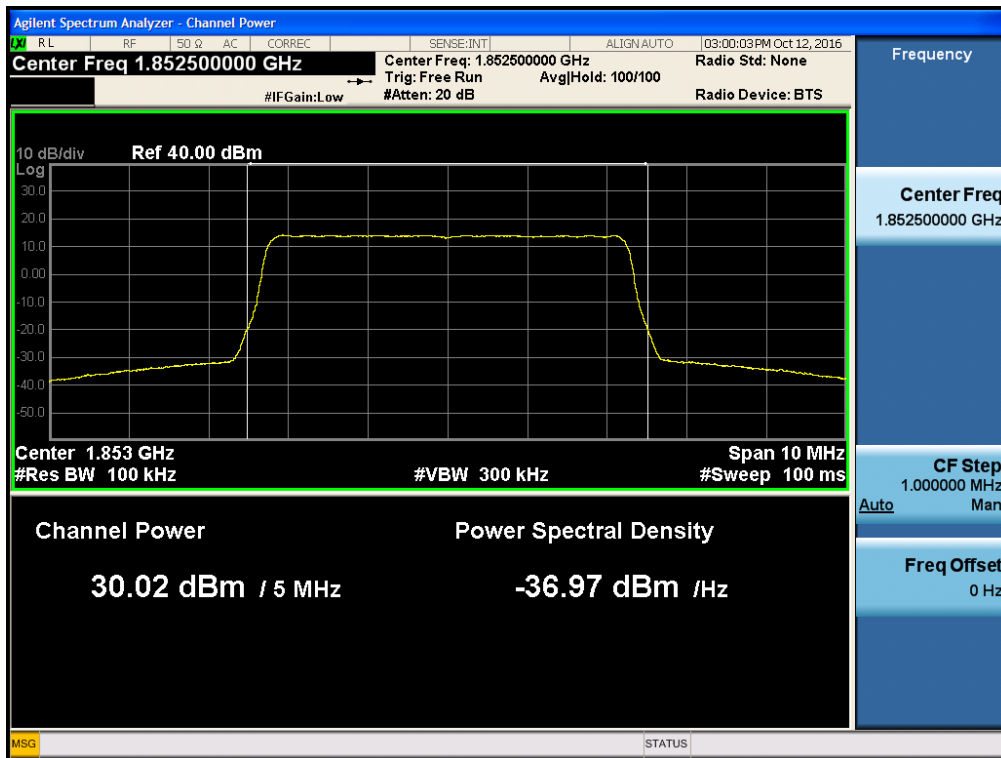 Agilent Spectrum Analyzer - Channel Power
LXI RL RF 50 Ω AC CORREC SENSE:INT ALIGNAUTO 03:00:03PM Oct 12, 2016
Center Freq 1.852500000 GHz
Center Freq: 1.852500000 GHz
Radio Std: None
Trig: Free Run Avg|Hold: 100/100
#IFGain:Low
#Atten: 20 dB
Radio Device: BTS
10 dB/div Ref 40.00 dBm
Log
30.0
20.0
10.0
0.00
-10.0
-20.0
-30.0
-40.0
-50.0
Center 1.853 GHz Span 10 MHz
#Res BW 100 kHz #VBW 300 kHz #Sweep 100 ms
Channel Power Power Spectral Density
30.02 dBm / 5 MHz -36.97 dBm /Hz
Frequency
Center Freq
1.852500000 GHz
CF Step
1.000000 MHz
Auto Man
Freq Offset
0 Hz
MSG STATUS